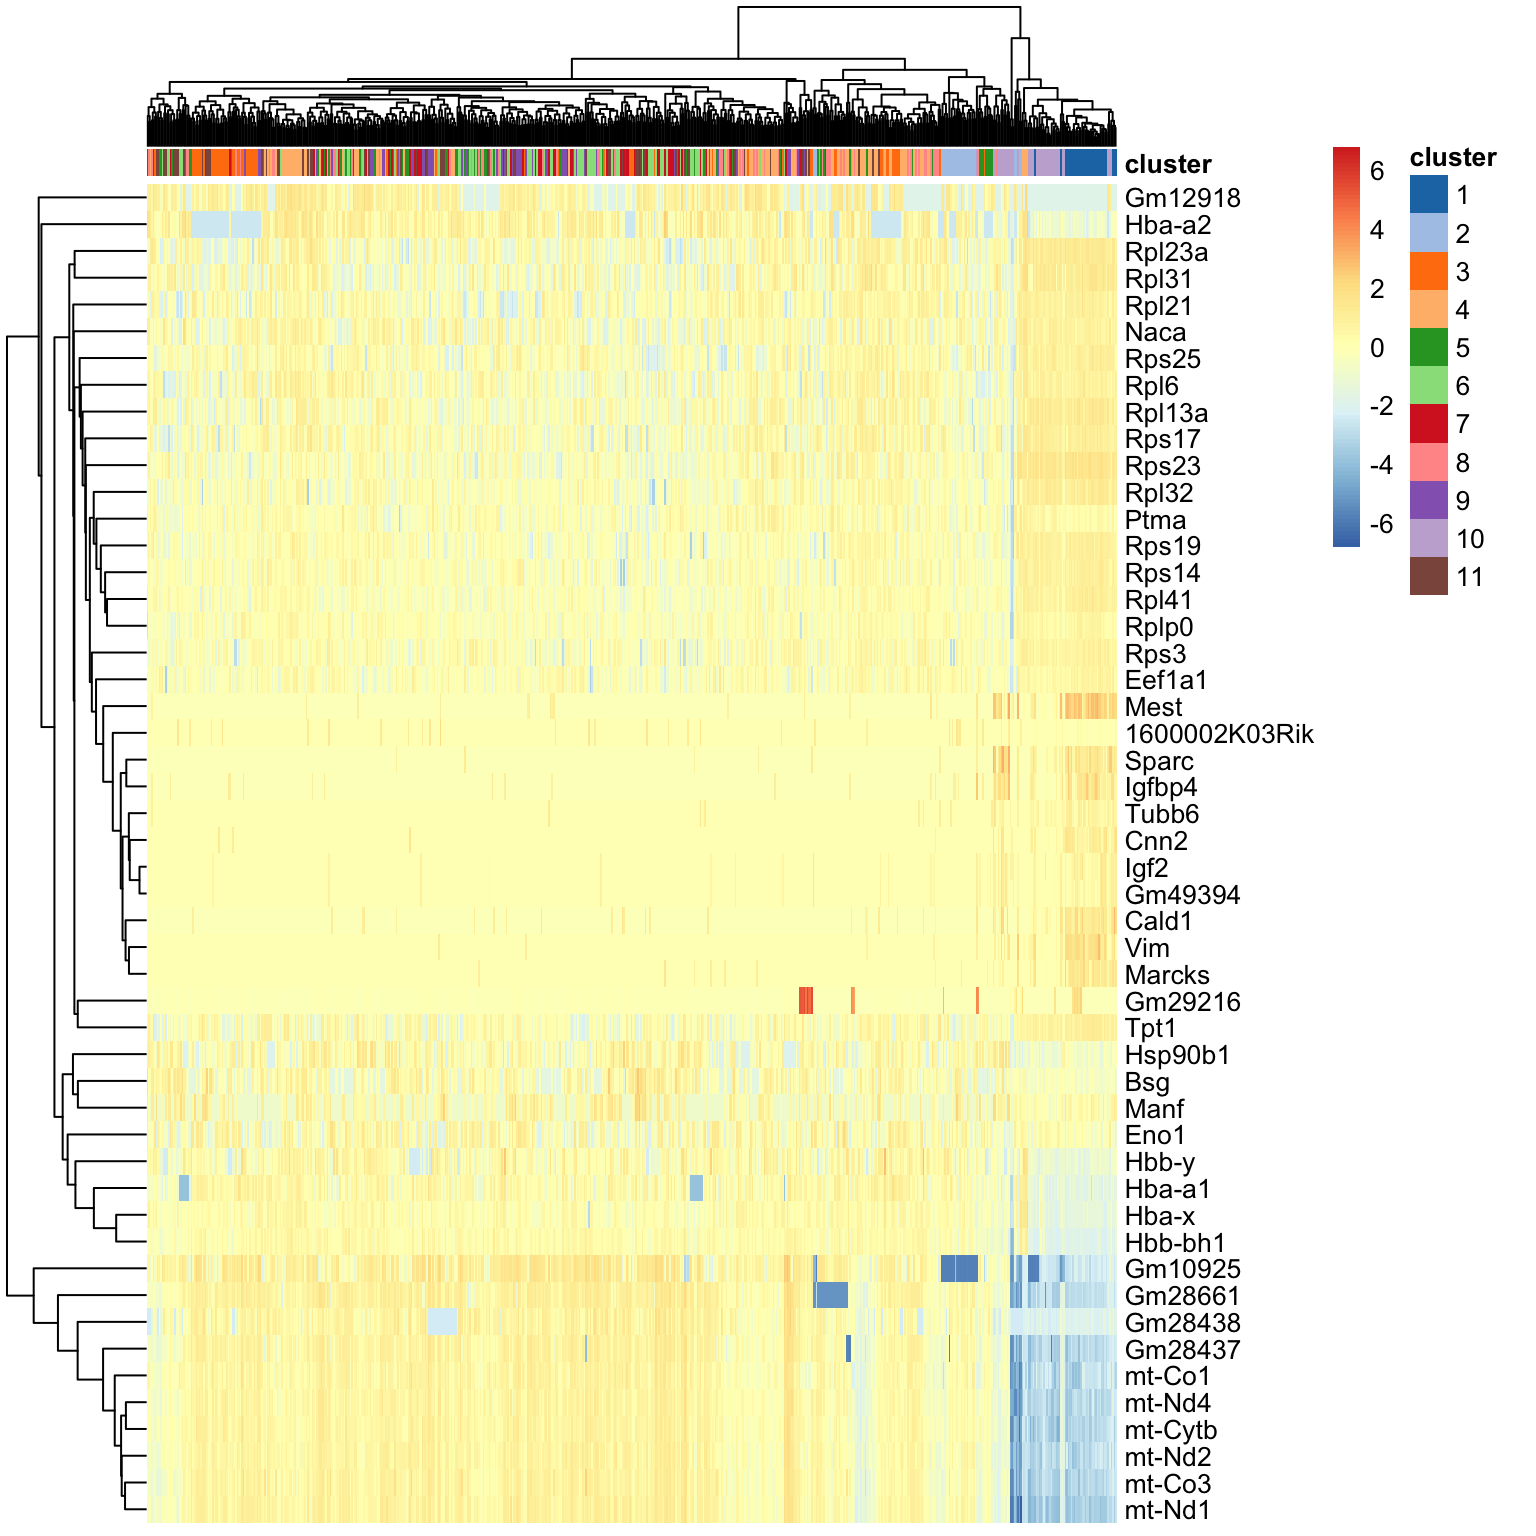 cluster
Gm12918
Hba-a2
Rpl23a
Rpl31
Rpl21
Naca
Rps25
Rpl6
Rpl13a
Rps17
Rps23
Rpl32
Ptma
Rps19
Rps14
Rpl41
Rplp0
Rps3
Eef1a1
Mest
1600002K03Rik
Sparc
Igfbp4
Tubb6
Cnn2
Igf2
Gm49394
Cald1
Vim
Marcks
Gm29216
Tpt1
Hsp90b1
Bsg
Manf
Eno1
Hbb-y
Hba-a1
Hba-x
Hbb-bh1
Gm10925
Gm28661
Gm28438
Gm28437
mt-Co1
mt-Nd4
mt-Cytb
mt-Nd2
mt-Co3
mt-Nd1
6
4
2
0
-2
-4
-6
cluster
1
2
3
4
5
6
7
8
9
10
11